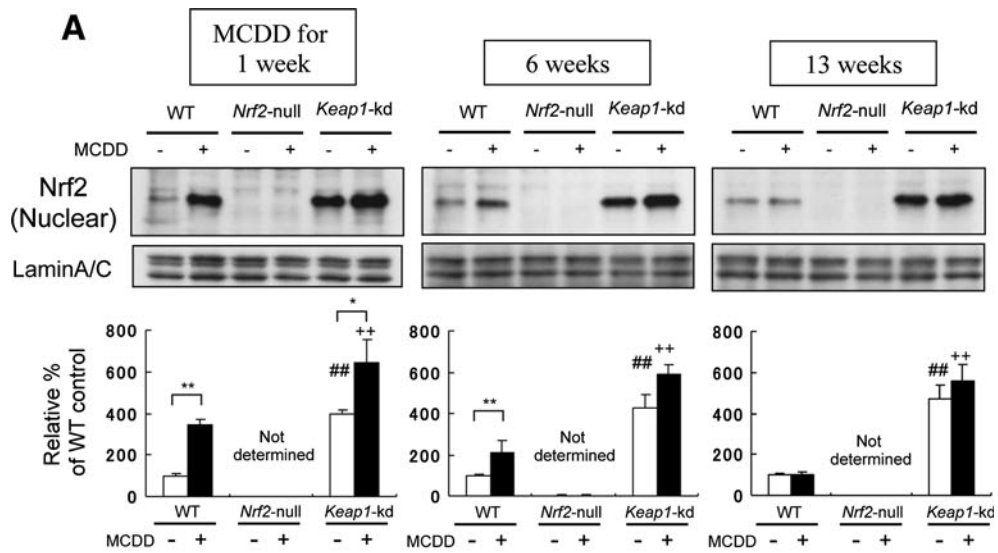 A
MCDD for
1 week
6 weeks
13 weeks
WT Nrf2-null Keap1-kd WT Nrf2-null Keap1-kd WT Nrf2-null Keap1-kd
MCDD - + - + - + - + - + - + - + - + - +
Nrf2
(Nuclear)
LaminA/C
Relative %
of WT control
800
600
400
200
0
**
Not
determined
##
*
++
WT Nrf2-null Keap1-kd
MCDD - + - + - +
800
600
400
200
0
**
Not
determined
##
++
WT Nrf2-null Keap1-kd
MCDD - + - + - +
800
600
400
200
0
Not
determined
##
++
WT Nrf2-null Keap1-kd
MCDD - + - + - +